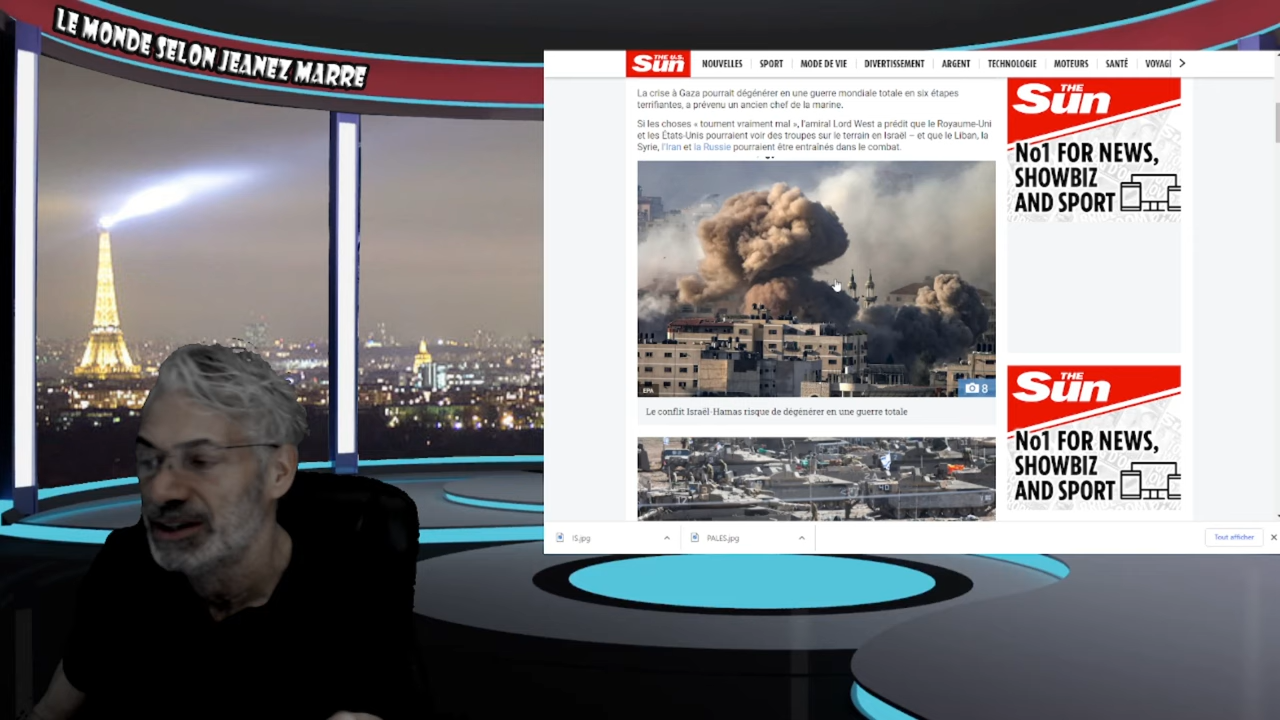 LE MONDE SELON JEANEZ MARRE
THE U.S. Sun
NOUVELLES SPORT MODE DE VIE DIVERTISSEMENT ARGENT TECHNOLOGIE MOTEURS SANTÉ VOYAGE
La crise à Gaza pourrait dégénérer en une guerre mondiale totale en six étapes
terrifiantes, a prévenu un ancien chef de la marine.
Si les choses « tournent vraiment mal », l'amiral Lord West a prédit que le Royaume-Uni
et les États-Unis pourraient voir des troupes sur le terrain en Israël – et que le Liban, la
Syrie, l'Iran et la Russie pourraient être entraînés dans le combat.
EPA
8
Le conflit Israël-Hamas risque de dégénérer en une guerre totale
THE
Sun
No1 FOR NEWS,
SHOWBIZ
AND SPORT
THE
Sun
No1 FOR NEWS,
SHOWBIZ
AND SPORT
IS.jpg
PALES.jpg
Tout afficher